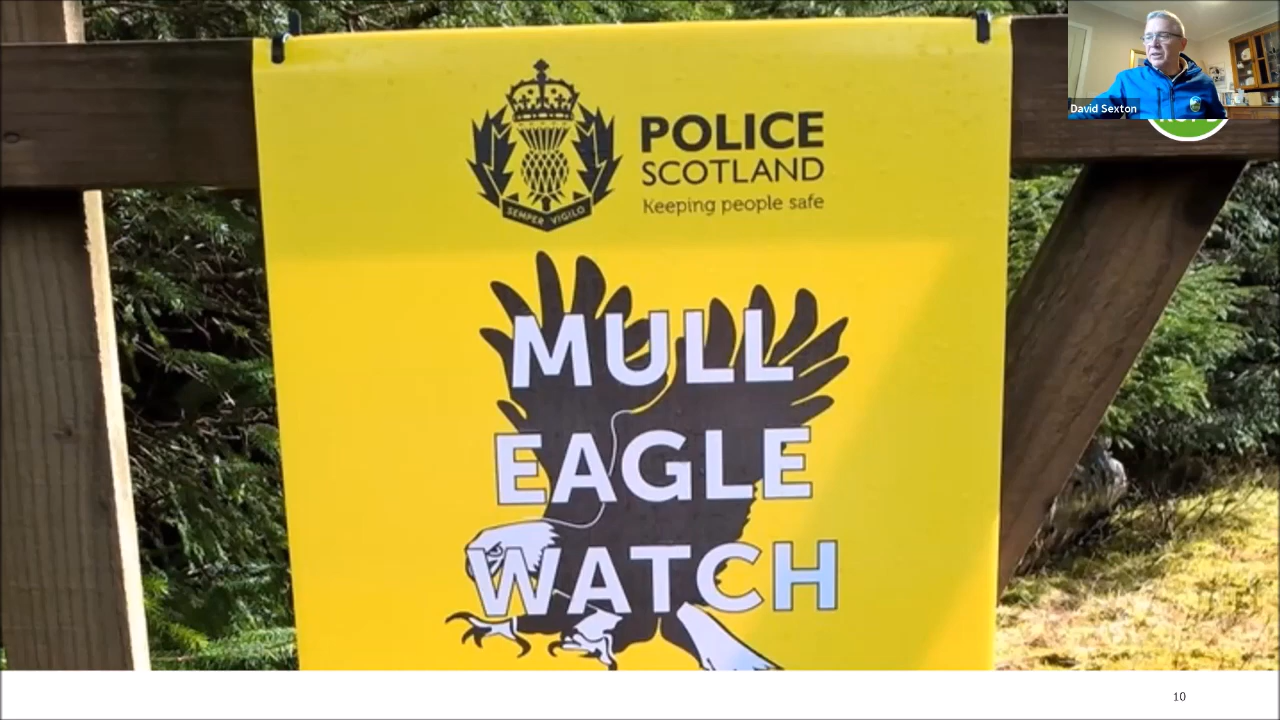 David Sexton
POLICE
SCOTLAND
Keeping people safe
SEMPER VIGILO
MULL
EAGLE
WATCH
10